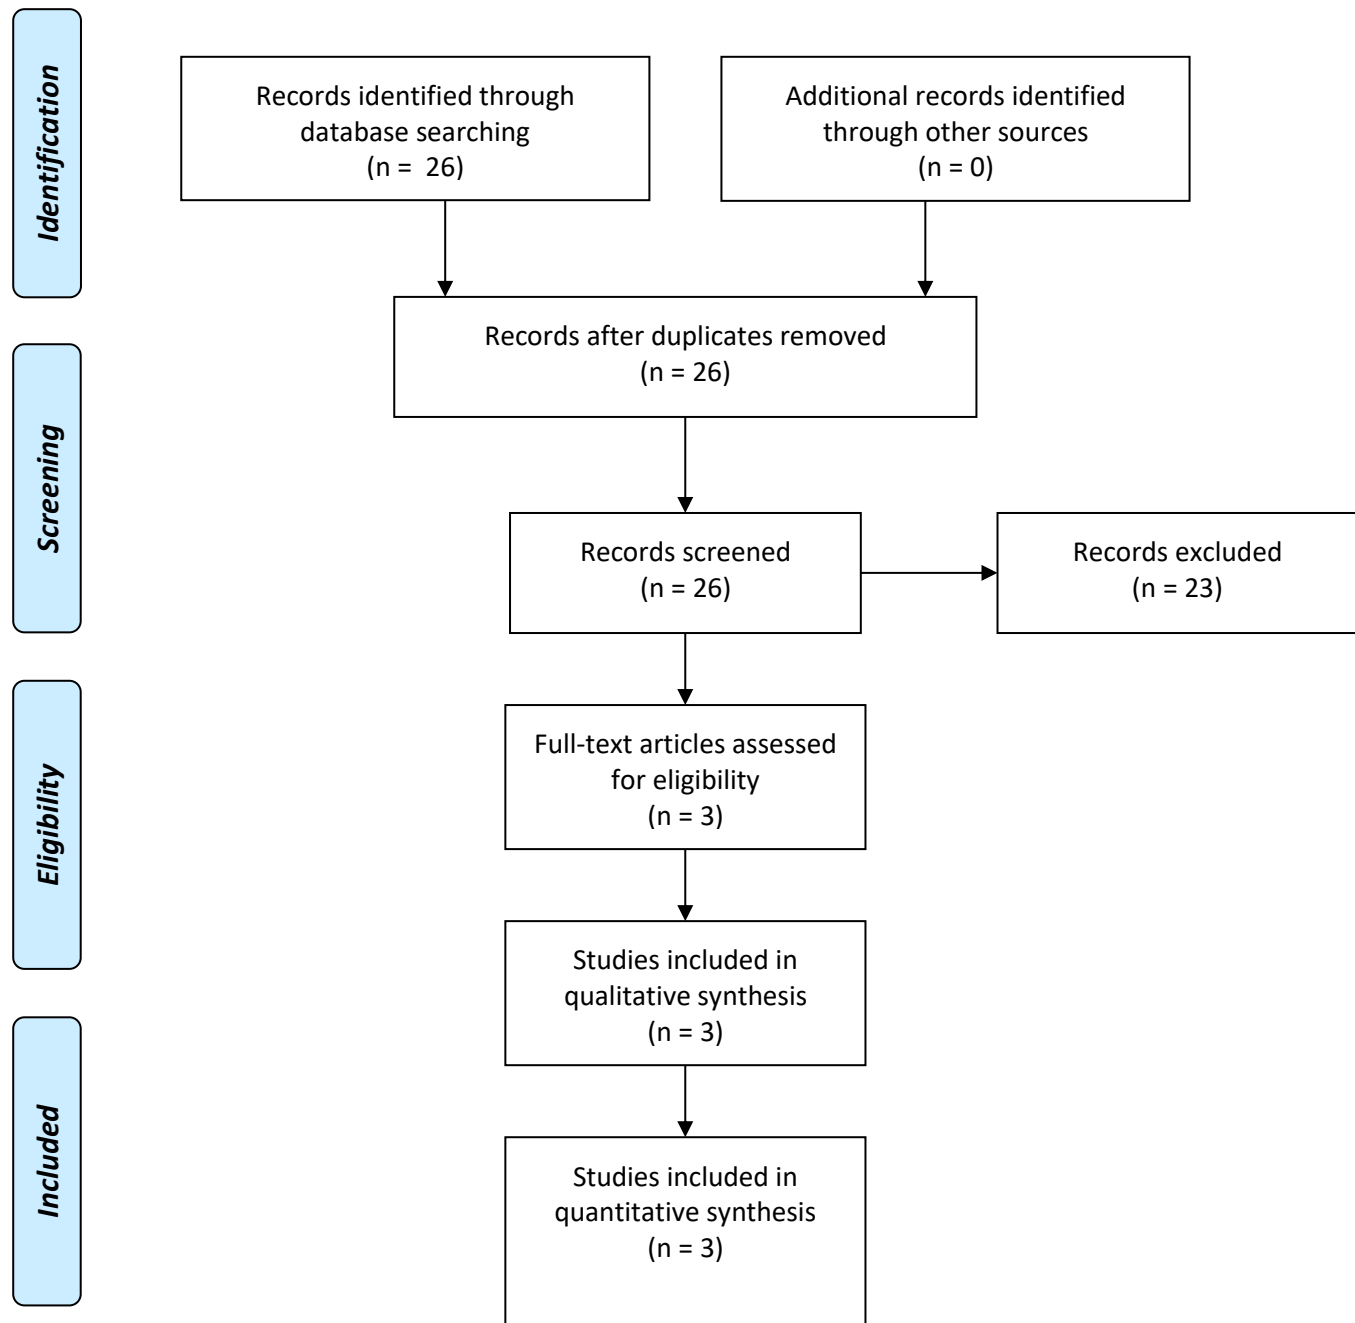 Identification
Records identified through
database searching
(n =  26)
Additional records identified
through other sources
(n = 0)
Records after duplicates removed
(n = 26)
Screening
Records screened
(n = 26)
Records excluded
(n = 23)
Eligibility
Full-text articles assessed
for eligibility
(n = 3)
Studies included in
qualitative synthesis
(n = 3)
Included
Studies included in
quantitative synthesis
(n = 3)